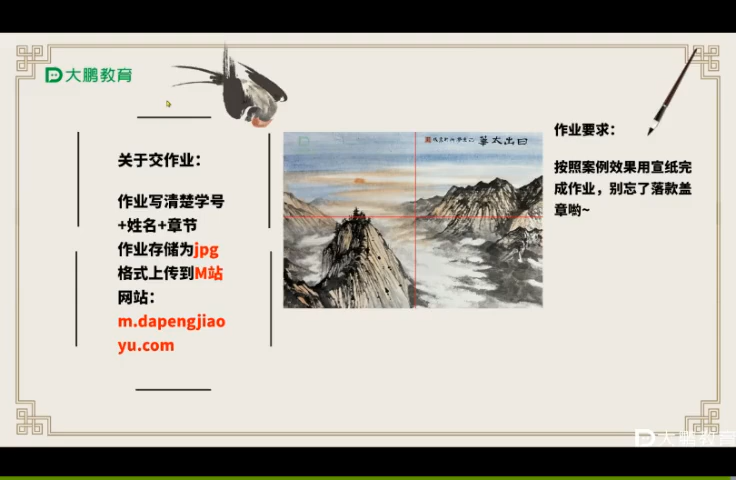 大鹏教育
关于交作业：
作业写清楚学号
+姓名+章节
作业存储为jpg
格式上传到M站
网站：
m.dapengjiao
yu.com
日出太華
作业要求：
按照案例效果用宣纸完
成作业，别忘了落款盖
章哟~
大鹏教育